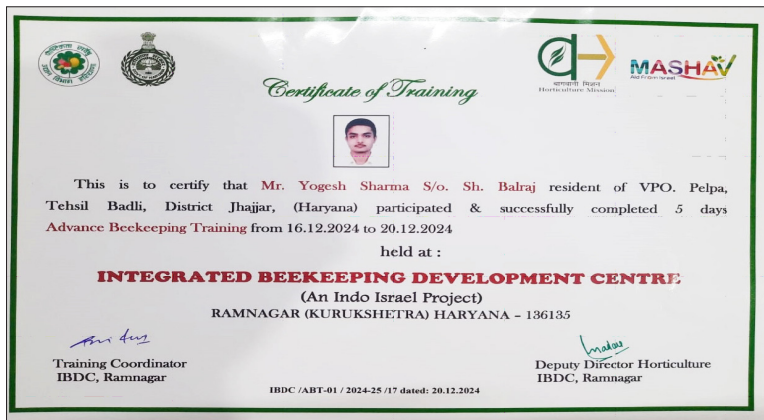 MASHAV
Certificate of Training
बागवानी मिशन
Horticulture Mission
This is to certify that Mr. Yogesh Sharma S/o. Sh. Balraj resident of VPO. Pelpa,
Tehsil Badli, District Jhajjar, (Haryana) participated & successfully completed 5 days
Advance Beekeeping Training from 16.12.2024 to 20.12.2024
held at :
INTEGRATED BEEKEEPING DEVELOPMENT CENTRE
(An Indo Israel Project)
RAMNAGAR (KURUKSHETRA) HARYANA – 136135
Training Coordinator
IBDC, Ramnagar
Deputy Director Horticulture
IBDC, Ramnagar
IBDC /ABT-01 / 2024-25 /17 dated: 20.12.2024